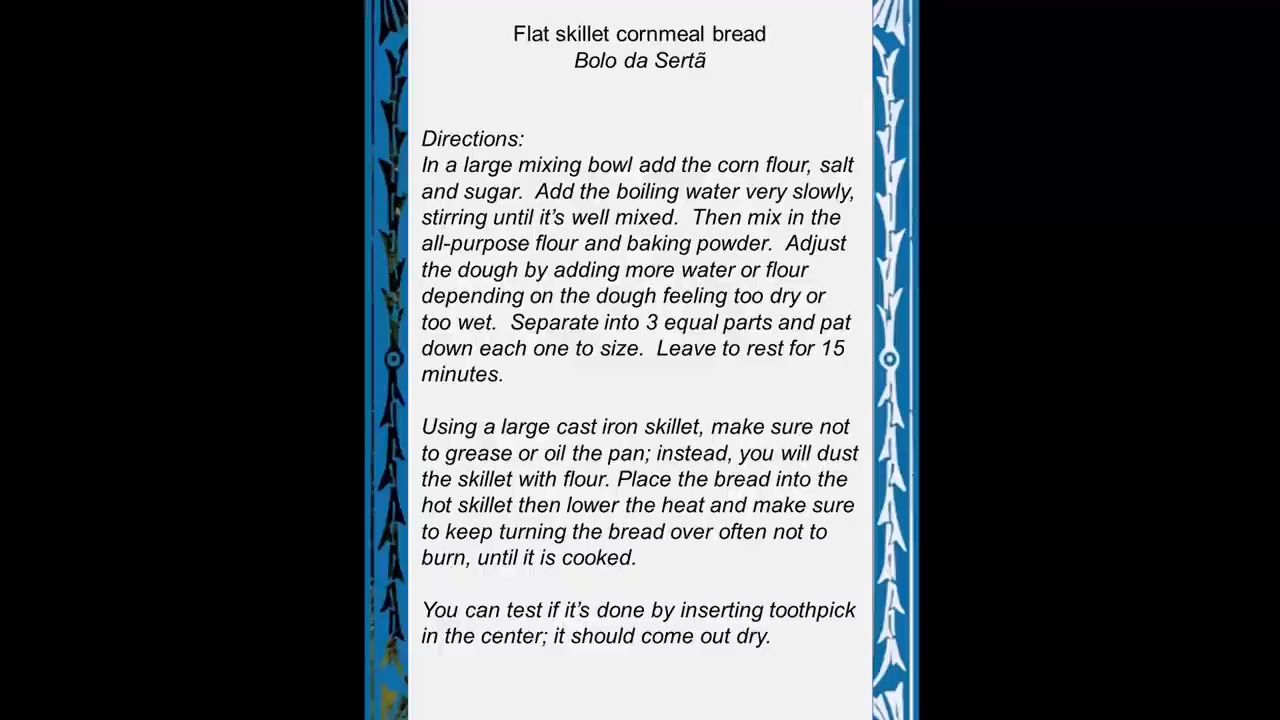 Flat skillet cornmeal bread
Bolo da Sertã
Directions:
In a large mixing bowl add the corn flour, salt
and sugar.  Add the boiling water very slowly,
stirring until it’s well mixed.  Then mix in the
all-purpose flour and baking powder.  Adjust
the dough by adding more water or flour
depending on the dough feeling too dry or
too wet.  Separate into 3 equal parts and pat
down each one to size.  Leave to rest for 15
minutes.
Using a large cast iron skillet, make sure not
to grease or oil the pan; instead, you will dust
the skillet with flour. Place the bread into the
hot skillet then lower the heat and make sure
to keep turning the bread over often not to
burn, until it is cooked.
You can test if it’s done by inserting toothpick
in the center; it should come out dry.